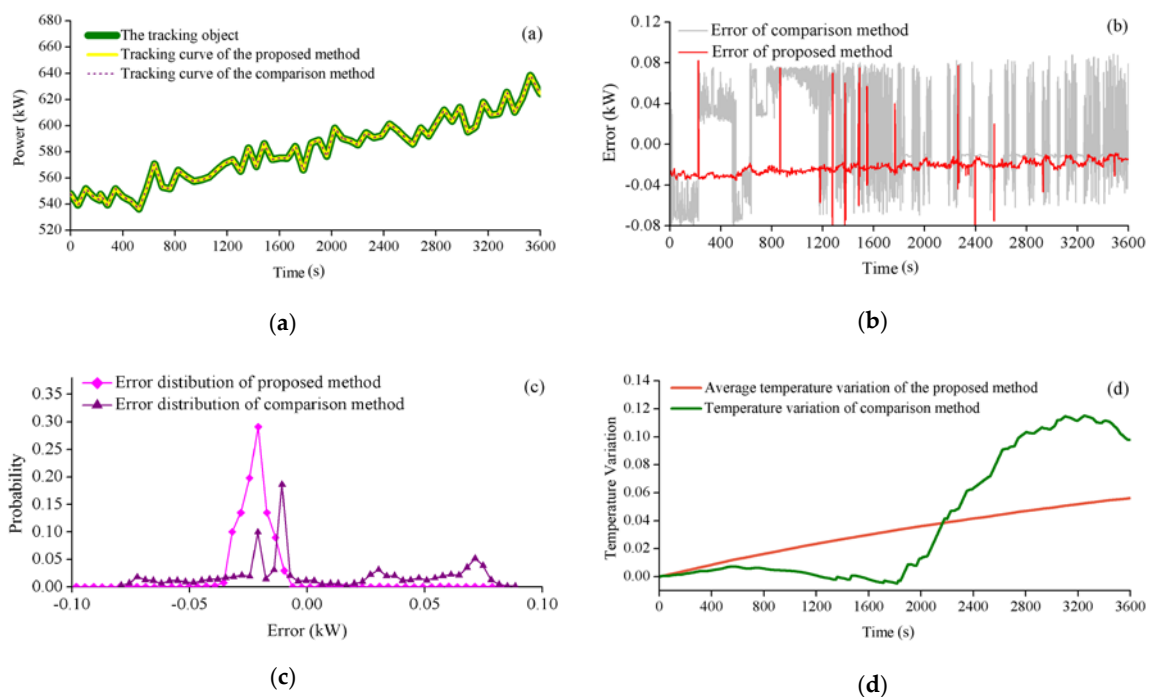 680
660
640
620
600
580
560
540
520
Power (kW)
The tracking object
Tracking curve of the proposed method
Tracking curve of the comparison method
(a)
0 400 800 1200 1600 2000 2400 2800 3200 3600
Time (s)
(a)
0.12
0.08
0.04
0.00
-0.04
-0.08
Error (kW)
Error of comparison method
Error of proposed method
(b)
0 400 800 1200 1600 2000 2400 2800 3200 3600
Time (s)
(b)
0.35
0.30
0.25
0.20
0.15
0.10
0.05
0.00
Probability
Error distibution of proposed method
Error distribution of comparison method
(c)
-0.10 -0.05 0.00 0.05 0.10
Error (kW)
(c)
0.14
0.12
0.10
0.08
0.06
0.04
0.02
0.00
Temperature Variation
Average temperature variation of the proposed method
Temperature variation of comparison method
(d)
0 400 800 1200 1600 2000 2400 2800 3200 3600
Time (s)
(d)